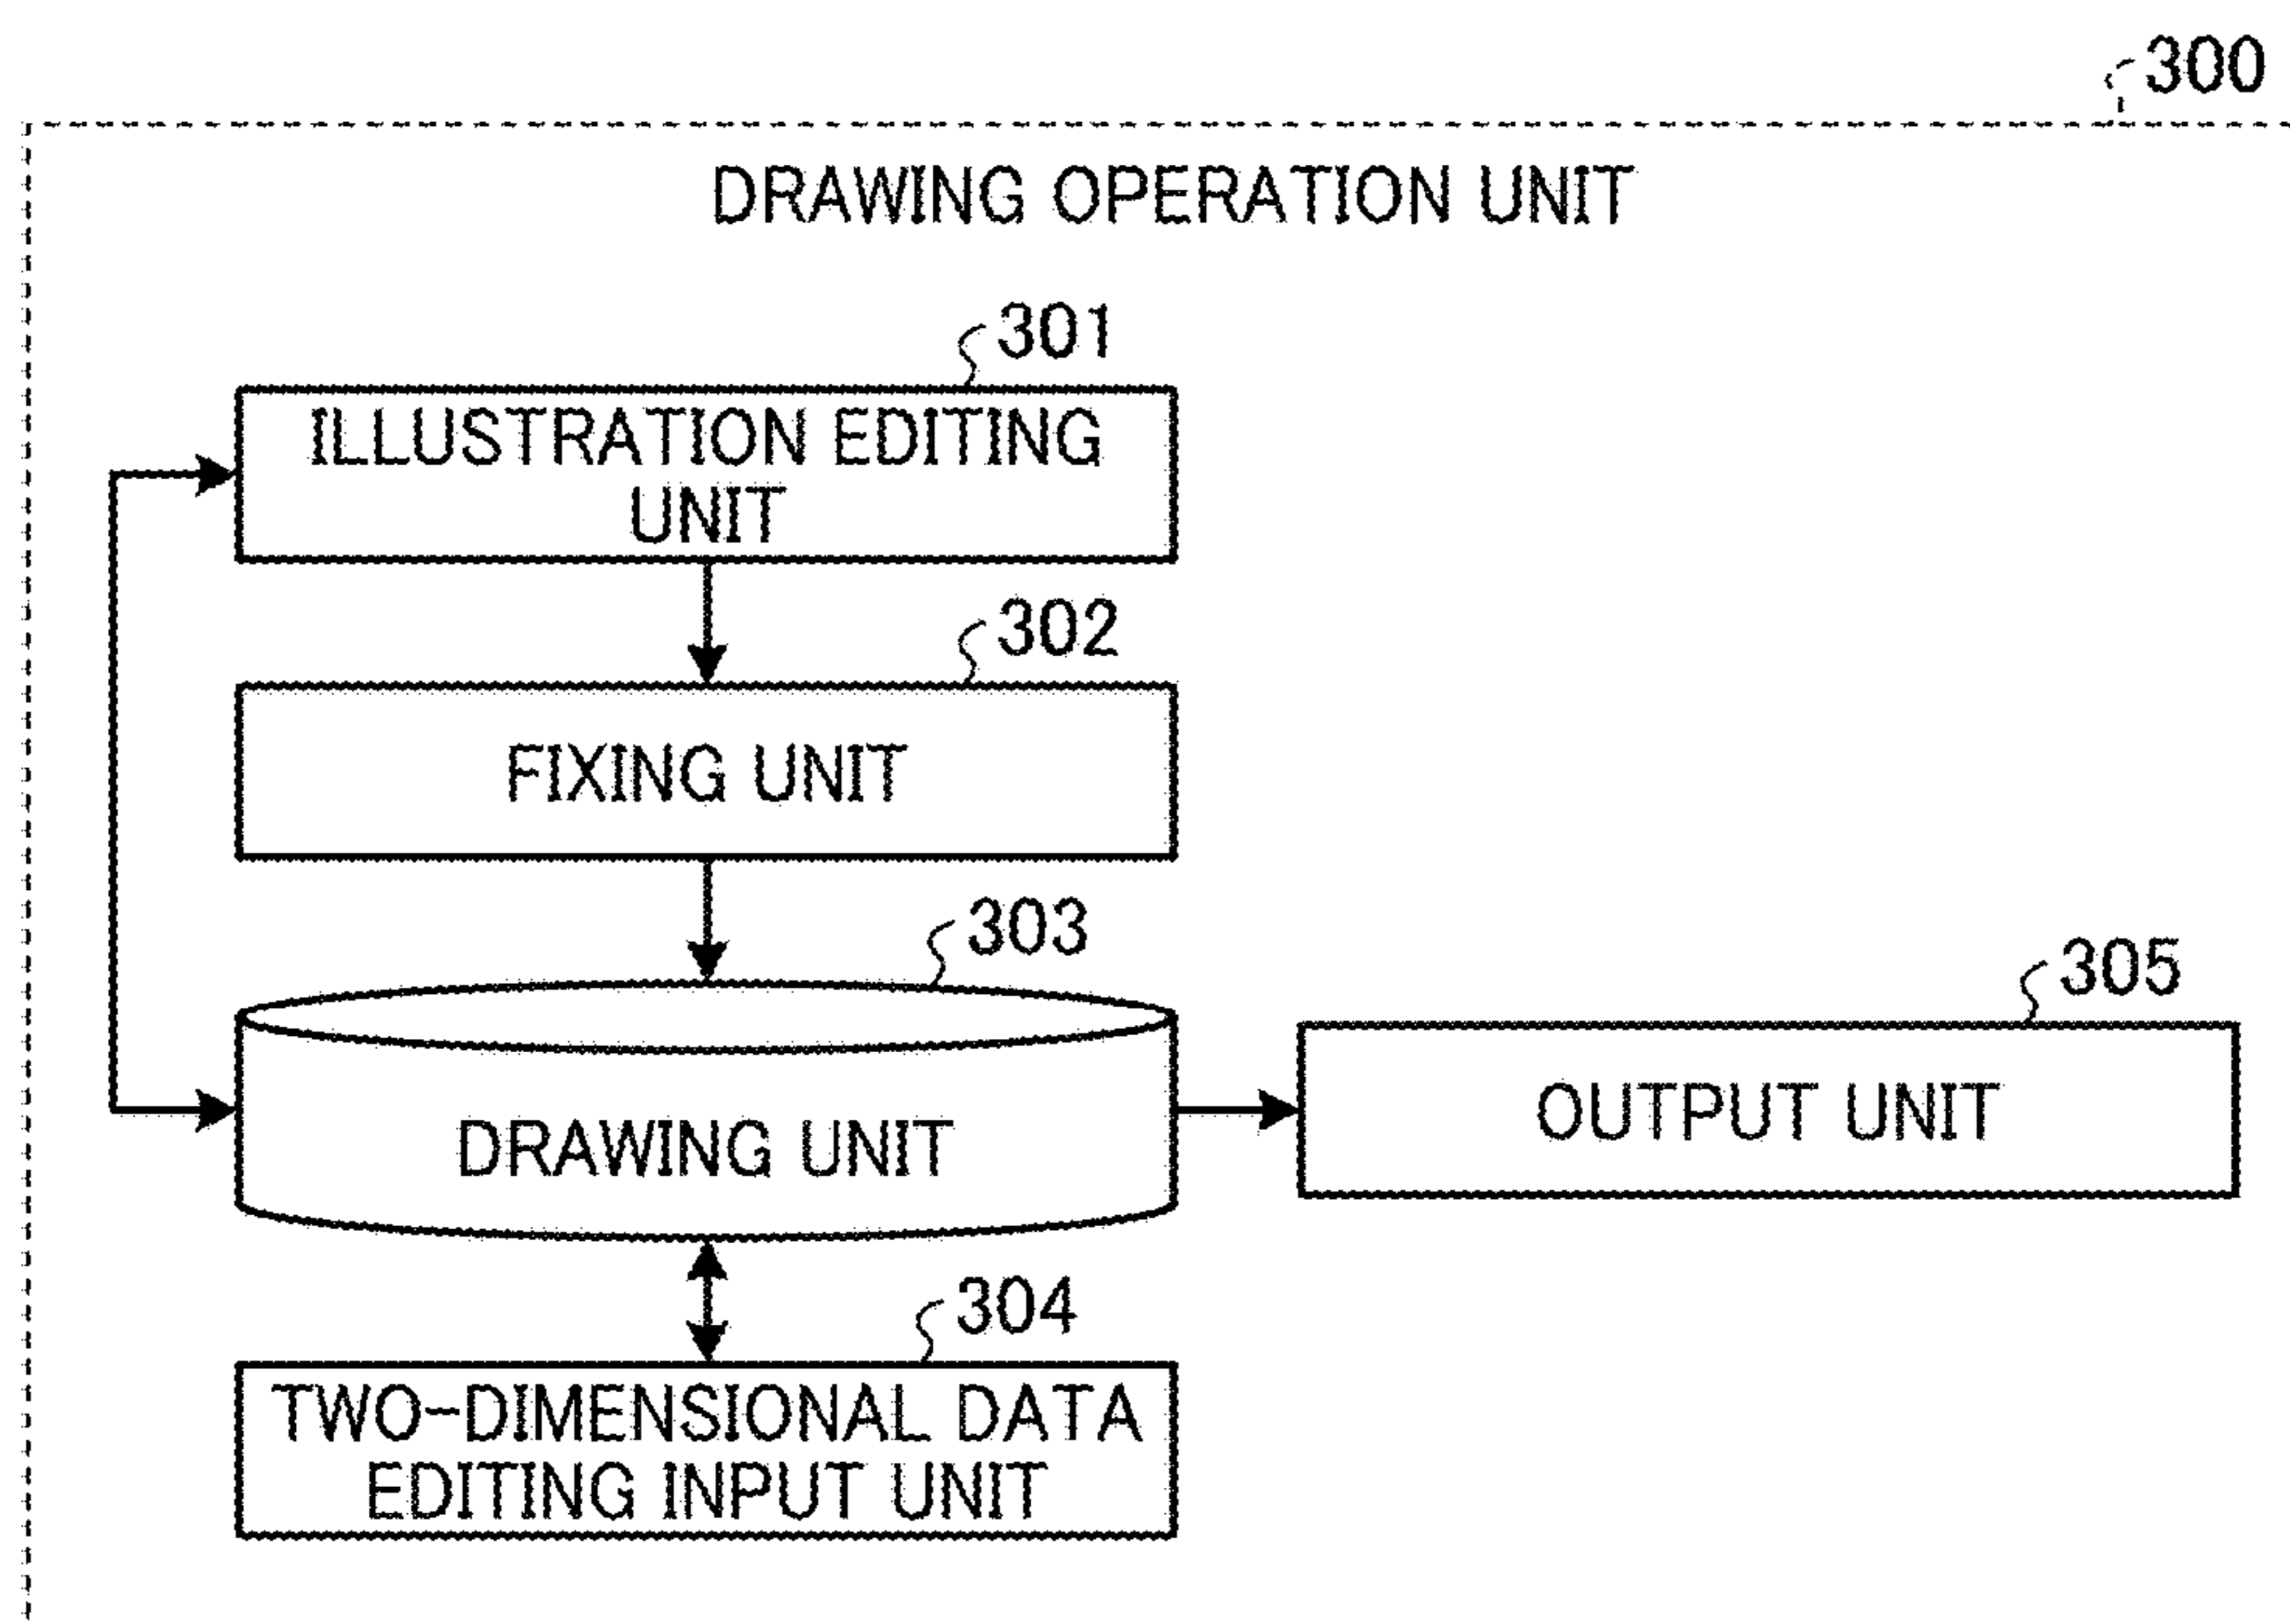 300
DRAWING OPERATION UNIT
301
ILLUSTRATION EDITING
UNIT
302
FIXING UNIT
303
DRAWING UNIT
305
OUTPUT UNIT
304
TWO-DIMENSIONAL DATA
EDITING INPUT UNIT